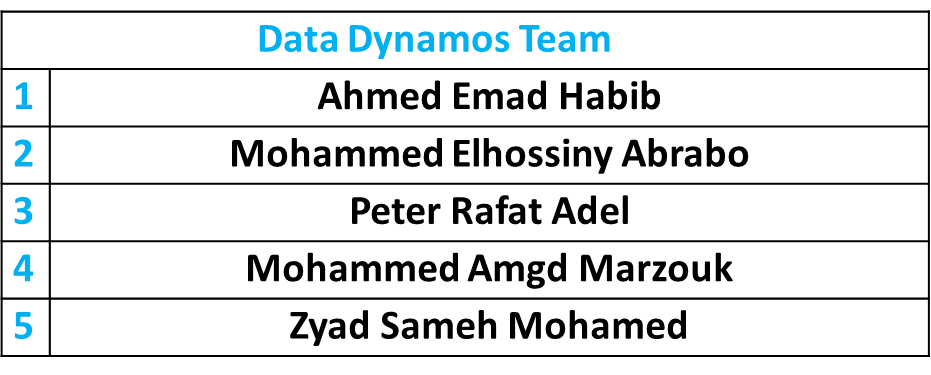 Data Dynamos Team
1 Ahmed Emad Habib
2 Mohammed Elhossiny Abrabo
3 Peter Rafat Adel
4 Mohammed Amgd Marzouk
5 Zyad Sameh Mohamed